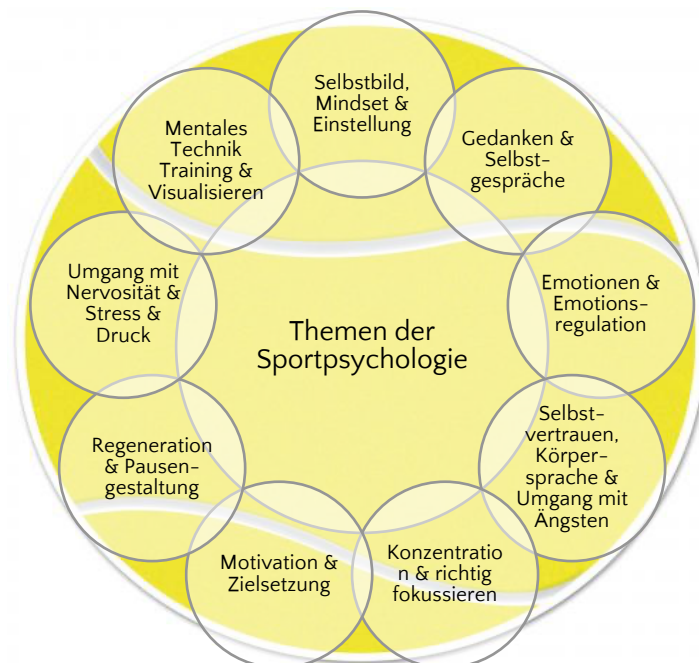 Selbstbild,
Mindset &
Einstellung
Gedanken &
Selbst-
gespräche
Emotionen &
Emotions-
regulation
Selbst-
vertrauen,
Körper-
sprache &
Umgang mit
Ängsten
Konzentratio
n & richtig
fokussieren
Motivation &
Zielsetzung
Regeneration
& Pausen-
gestaltung
Umgang mit
Nervosität &
Stress &
Druck
Mentales
Technik
Training &
Visualisieren
Themen der
Sportpsychologie